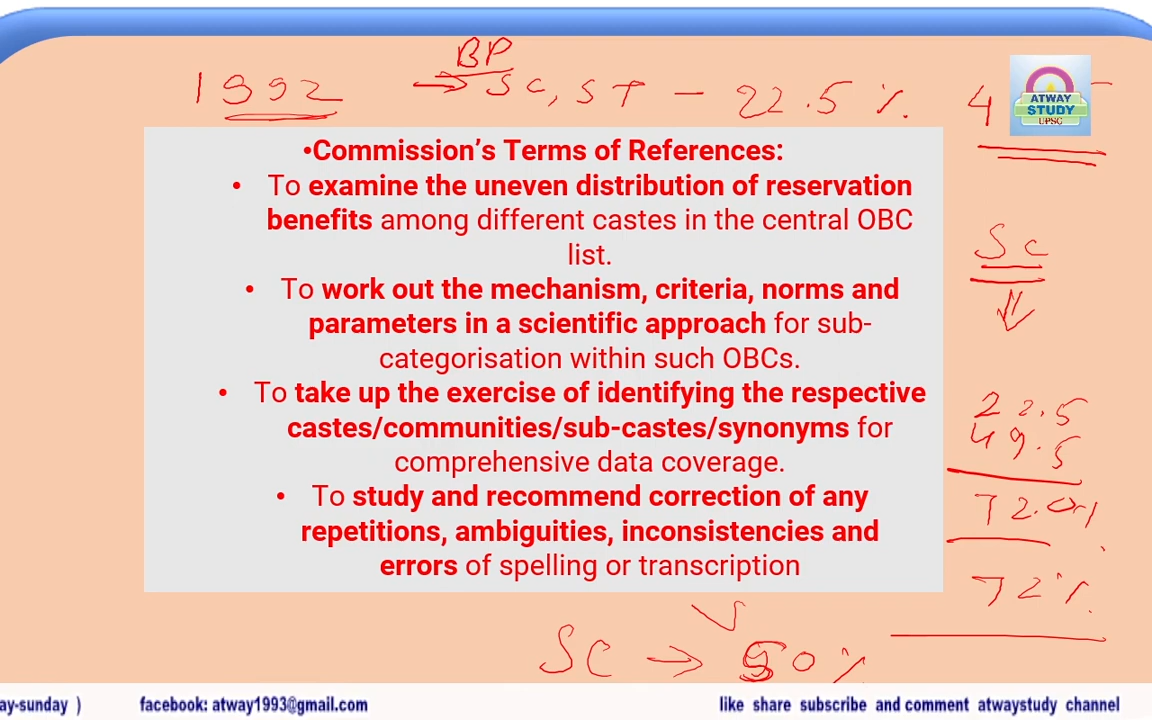 BP
1992 → SC, ST - 22.5 %. 4
ATWAY
STUDY
UPSC
•Commission's Terms of References:
• To examine the uneven distribution of reservation
benefits among different castes in the central OBC
list.
• To work out the mechanism, criteria, norms and
parameters in a scientific approach for sub-
categorisation within such OBCs.
• To take up the exercise of identifying the respective
castes/communities/sub-castes/synonyms for
comprehensive data coverage.
• To study and recommend correction of any
repetitions, ambiguities, inconsistencies and
errors of spelling or transcription
SC
22.5
49.5
72.0
72%
SC → 50%
ay-sunday ) facebook: atway1993@gmail.com like share subscribe and comment atwaystudy channel